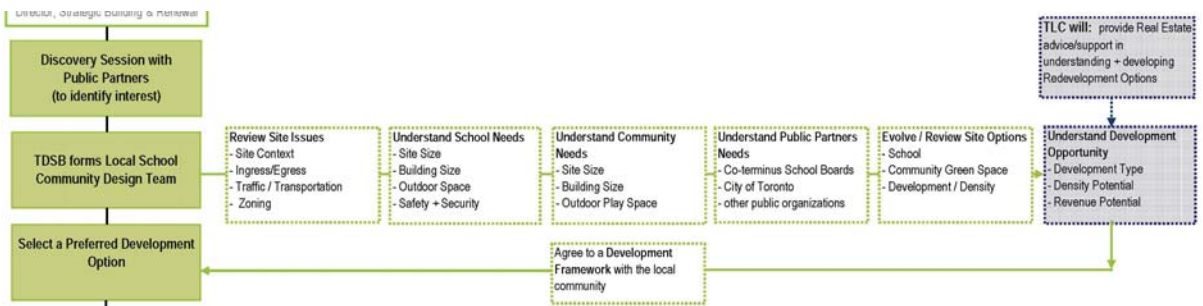 Director, Strategic Building & Renewal
Discovery Session with
Public Partners
(to identify interest)
TLC will: provide Real Estate
advice/support in
understanding + developing
Redevelopment Options
TDSB forms Local School
Community Design Team
Review Site Issues
- Site Context
- Ingress/Egress
- Traffic / Transportation
- Zoning
Understand School Needs
- Site Size
- Building Size
- Outdoor Space
- Safety + Security
Understand Community
Needs
- Site Size
- Building Size
- Outdoor Play Space
Understand Public Partners
Needs
- Co-terminus School Boards
- City of Toronto
- other public organizations
Evolve / Review Site Options
- School
- Community Green Space
- Development / Density
Understand Development
Opportunity
- Development Type
- Density Potential
- Revenue Potential
Select a Preferred Development
Option
Agree to a Development
Framework with the local
community